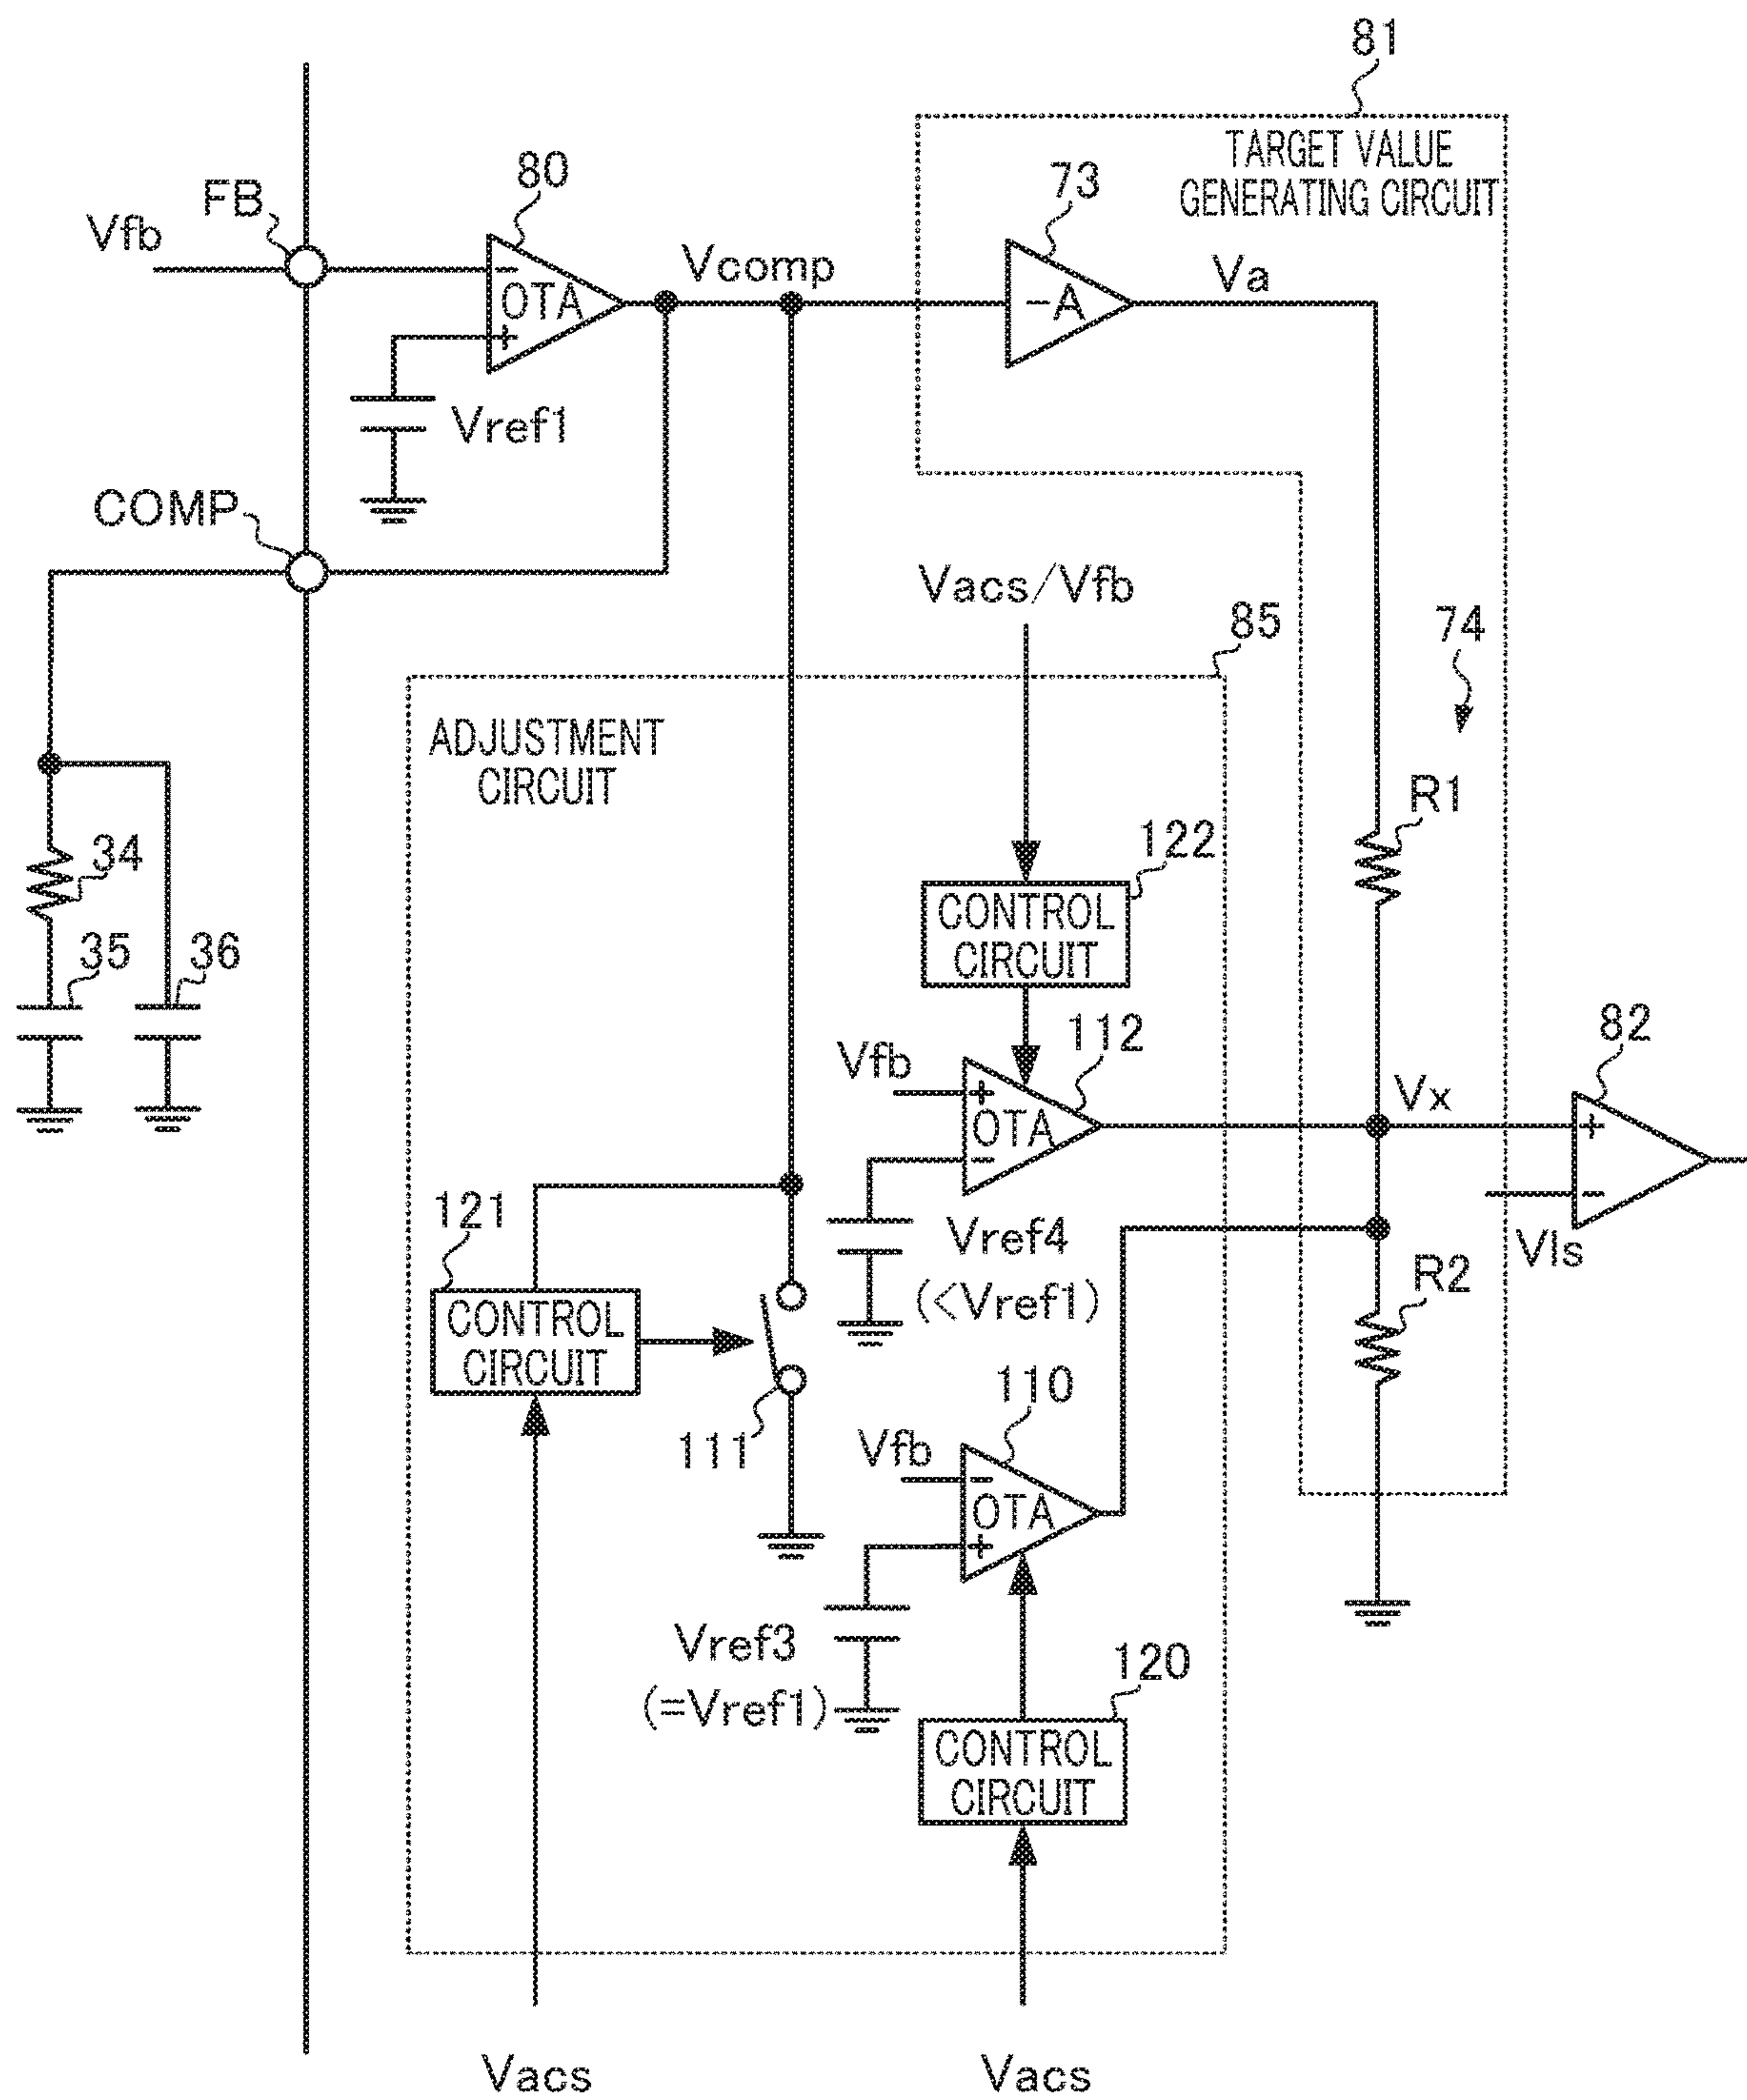 81
TARGET VALUE
GENERATING CIRCUIT
80
73
FB
Vfb
Vcomp
Va
−
OTA
+
-A
Vref1
COMP
Vacs/Vfb
85
74
ADJUSTMENT
CIRCUIT
R1
122
34
CONTROL
CIRCUIT
35
36
112
82
Vfb
+
OTA
−
Vx
+
−
121
Vref4
(<Vref1)
Vls
R2
CONTROL
CIRCUIT
110
111
Vfb
−
OTA
+
Vref3
(=Vref1)
120
CONTROL
CIRCUIT
Vacs
Vacs